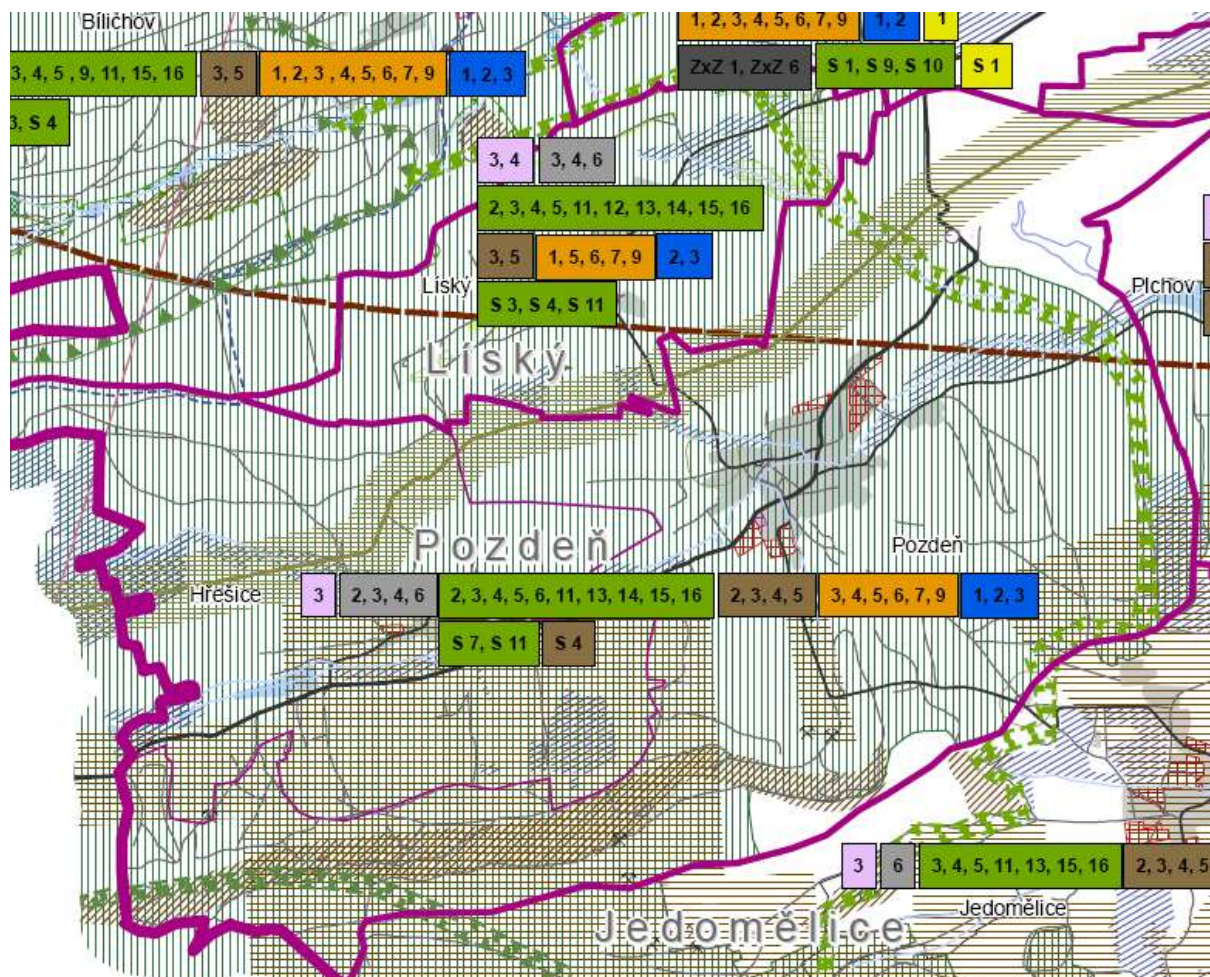 Bílichov
1, 2, 3, 4, 5, 6, 7, 9
1, 2
1
3, 4, 5 , 9, 11, 15, 16
3, 5
1, 2, 3 , 4, 5, 6, 7, 9
1, 2, 3
ZxZ 1, ZxZ 6
S 1, S 9, S 10
S 1
3, S 4
3, 4
3, 4, 6
2, 3, 4, 5, 11, 12, 13, 14, 15, 16
3, 5
1, 5, 6, 7, 9
2, 3
Lísky
S 3, S 4, S 11
Plchov
Lísky
Pozdeň
Pozdeň
Hřešice
3
2, 3, 4, 6
2, 3, 4, 5, 6, 11, 13, 14, 15, 16
2, 3, 4, 5
3, 4, 5, 6, 7, 9
1, 2, 3
S 7, S 11
S 4
3
6
3, 4, 5, 11, 13, 15, 16
2, 3, 4, 5
Jedomělice
Jedomělice